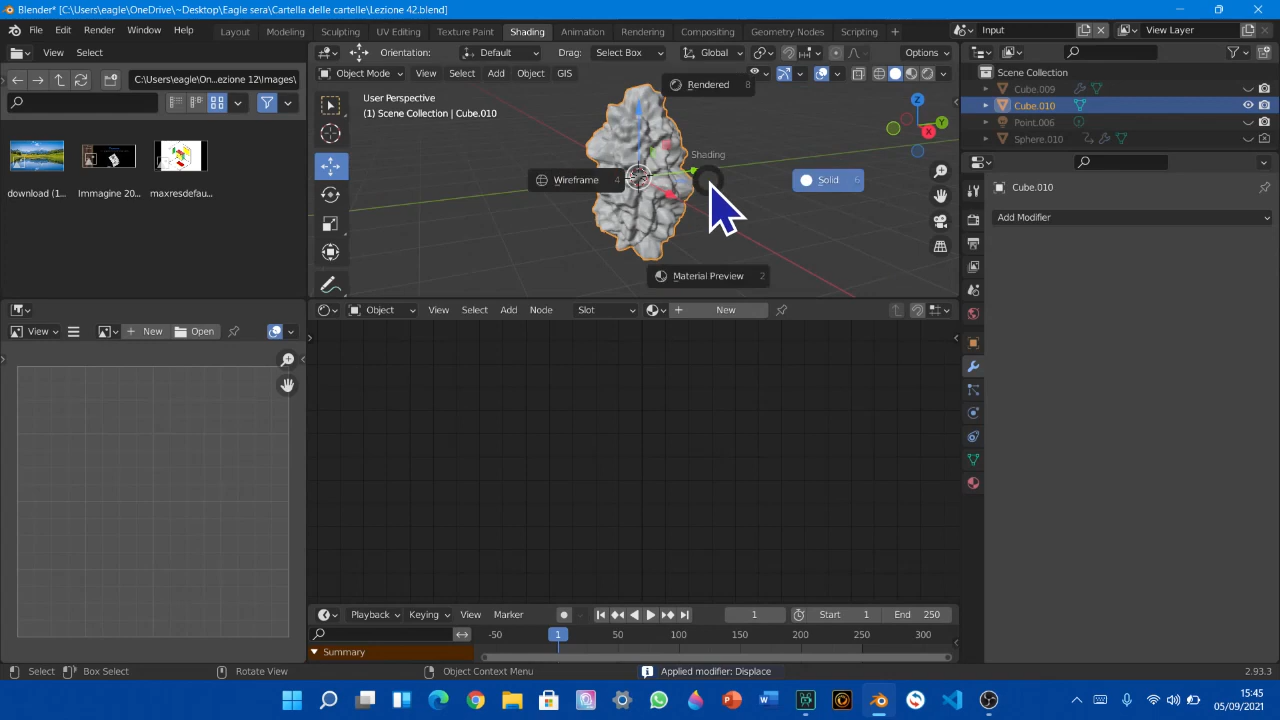 Blender* [C:\Users\eagle\OneDrive\~Desktop\Eagle sera\Cartella delle cartelle\Lezione 42.blend]
File Edit Render Window Help Layout Modeling Sculpting UV Editing Texture Paint Shading Animation Rendering Compositing Geometry Nodes Scripting + Input View Layer
View Select Orientation: Default Drag: Select Box Global Options
C:\Users\eagle\On...ezione 12\Images\ Object Mode View Select Add Object GIS
User Perspective
(1) Scene Collection | Cube.010
Rendered 8
Shading
Wireframe 4
Solid 6
Material Preview 2
Z
Y
X
Scene Collection
Cube.009
Cube.010
Point.006
Sphere.010
Cube.010
Add Modifier
download (1... Immagine 20... maxresdefau...
Object View Select Add Node Slot New
View New Open
Playback Keying View Marker 1 Start 1 End 250
-50 1 50 100 150 200 250 300
Summary
Select Box Select Rotate View Object Context Menu Applied modifier: Displace 2.93.3
15:45
05/09/2021